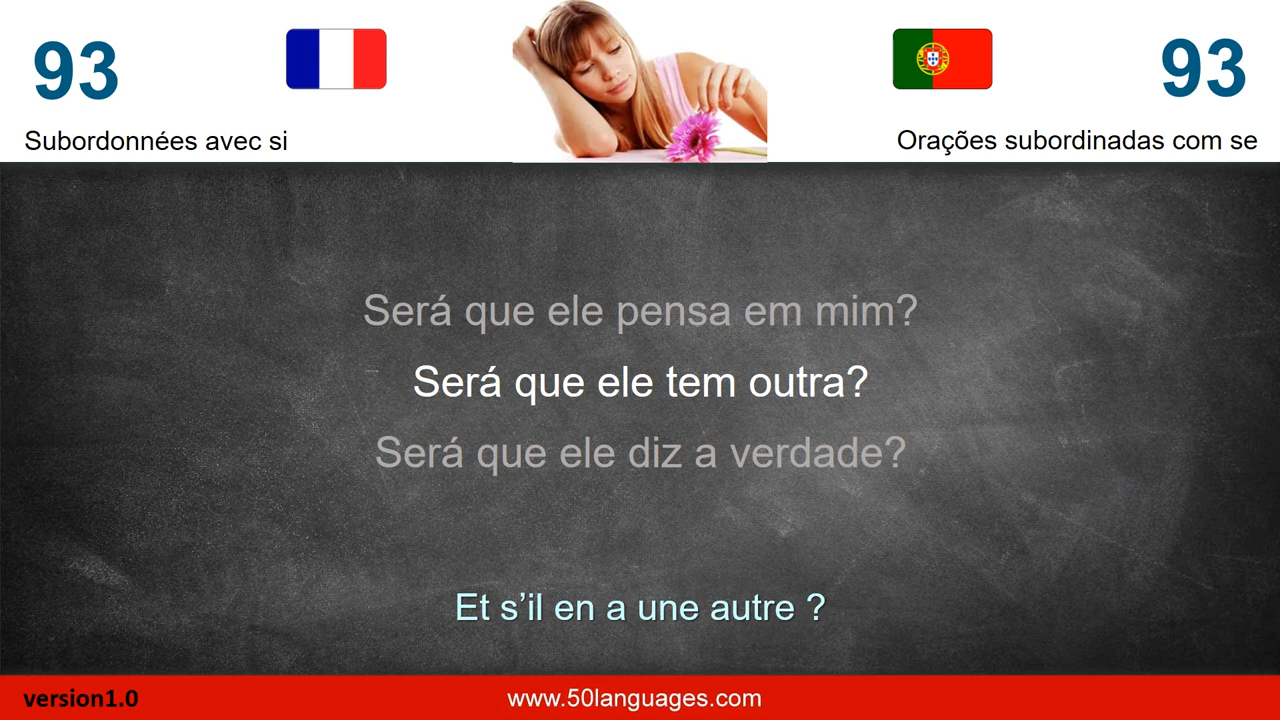 93
93
Subordonnées avec si
Orações subordinadas com se
Será que ele pensa em mim?
Será que ele tem outra?
Será que ele diz a verdade?
Et s’il en a une autre ?
version1.0
www.50languages.com